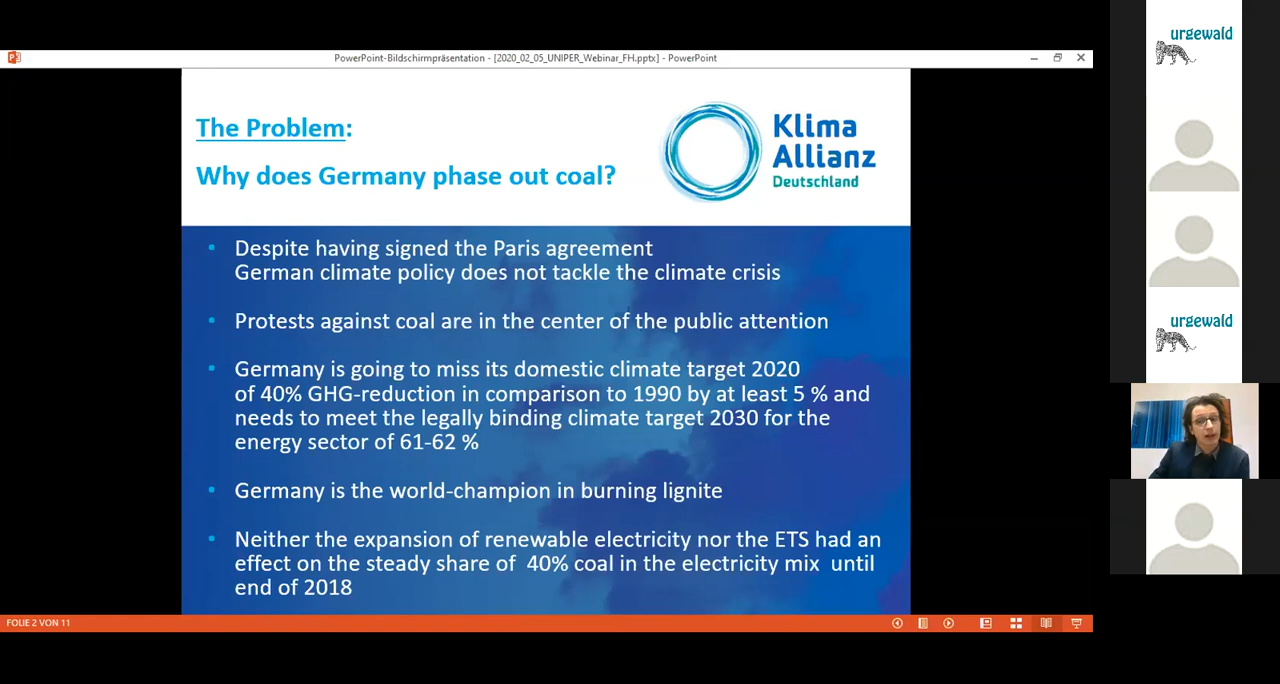 PowerPoint-Bildschirmpräsentation - [2020_02_05_UNIPER_Webinar_FH.pptx] - PowerPoint
The Problem:
Why does Germany phase out coal?
Klima
Allianz
Deutschland
• Despite having signed the Paris agreement
German climate policy does not tackle the climate crisis
• Protests against coal are in the center of the public attention
• Germany is going to miss its domestic climate target 2020
of 40% GHG-reduction in comparison to 1990 by at least 5 % and
needs to meet the legally binding climate target 2030 for the
energy sector of 61-62 %
• Germany is the world-champion in burning lignite
• Neither the expansion of renewable electricity nor the ETS had an
effect on the steady share of 40% coal in the electricity mix until
end of 2018
FOLIE 2 VON 11
urgewald
urgewald